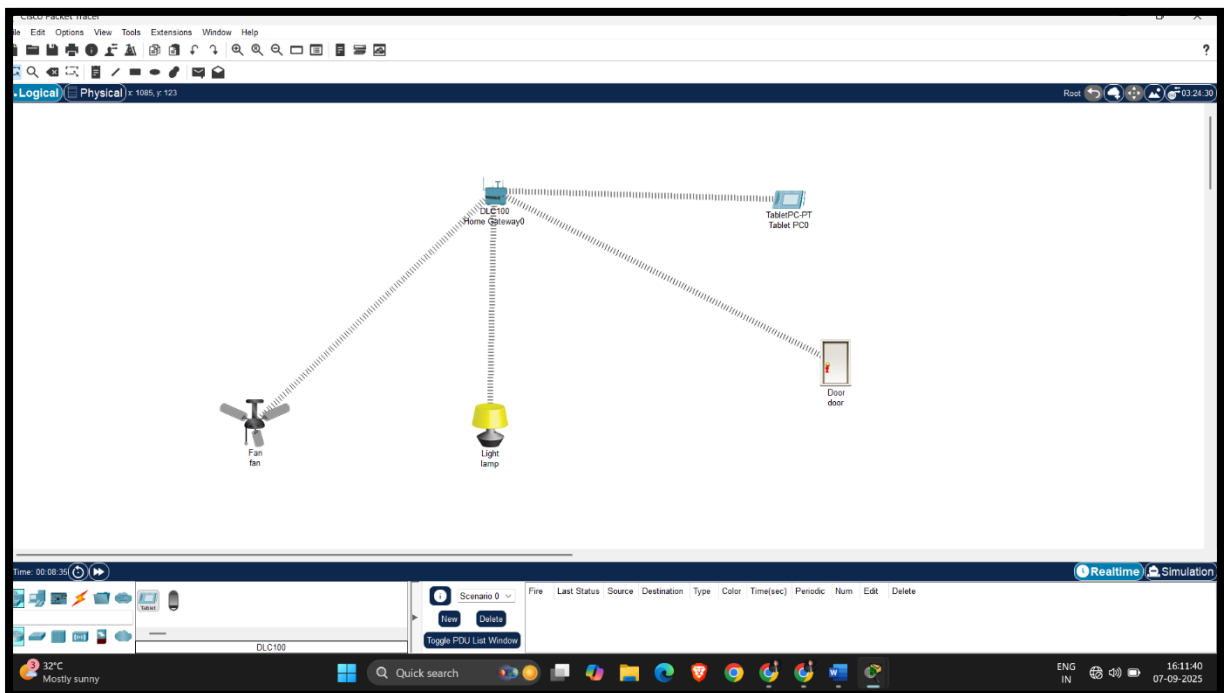 Cisco Packet Tracer
ile Edit Options View Tools Extensions Window Help
?
Logical Physical x: 1085, y: 123 Root 03:24:30
DLC100
Home Gateway0
TabletPC-PT
Tablet PC0
Door
door
Fan
fan
Light
lamp
Time: 00:08:35 Realtime Simulation
Scenario 0 Fire Last Status Source Destination Type Color Time(sec) Periodic Num Edit Delete
Tablet
New Delete
Toggle PDU List Window
DLC100
3 32°C
Mostly sunny
Quick search
ENG
IN
16:11:40
07-09-2025